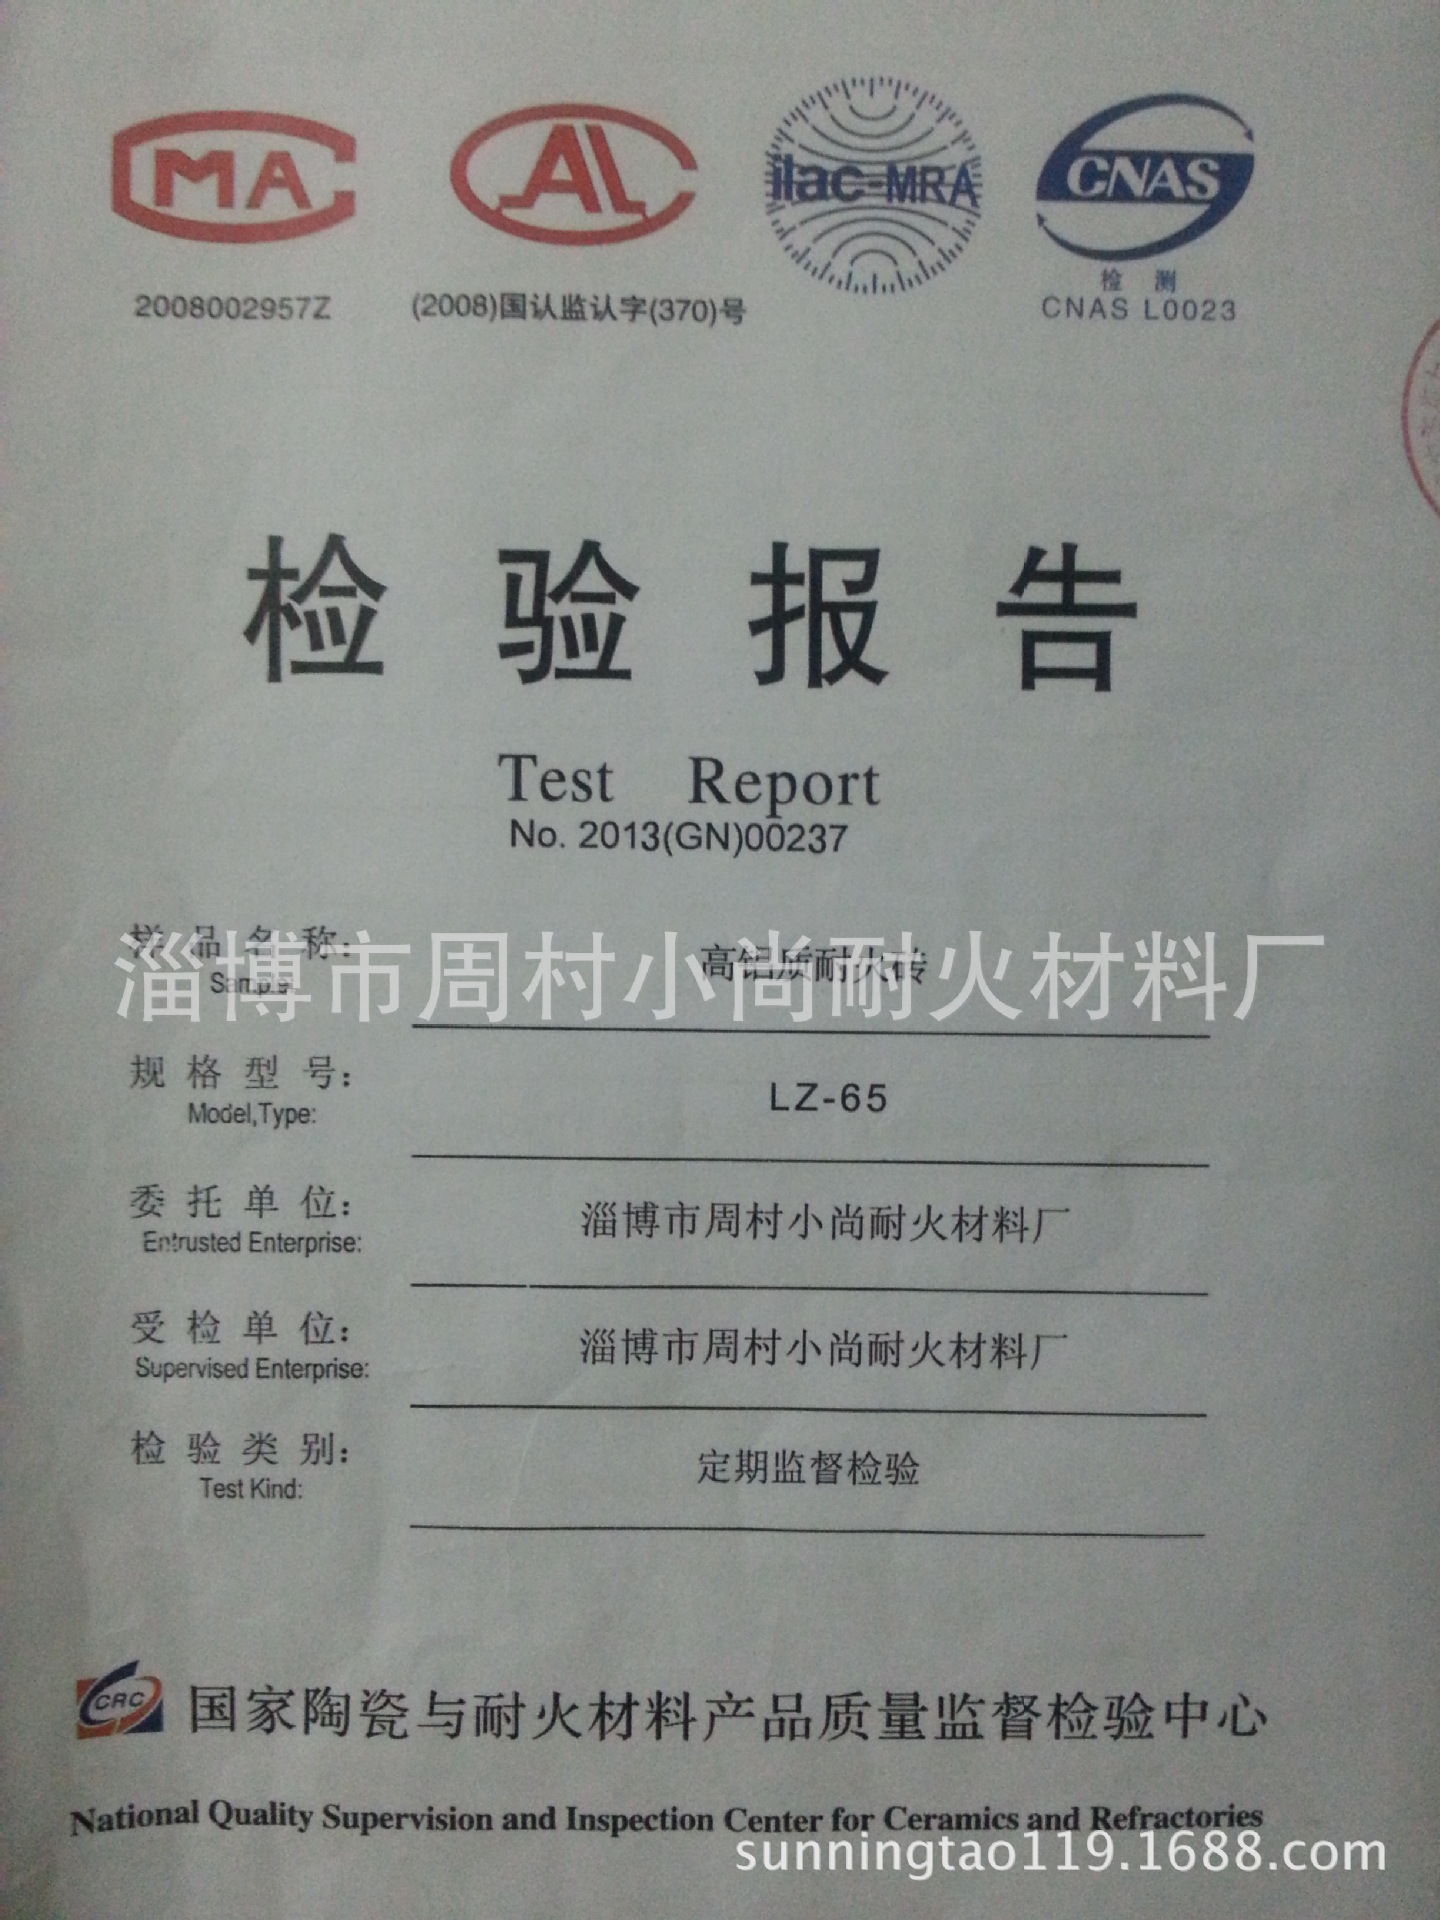 MA
AL
ilac-MRA
CNAS
检 测
2008002957Z
(2008)国认监认字(370)号
CNAS L0023
检验报告
Test Report
No. 2013(GN)00237
样品名称：
Sample
高铝质耐火砖
淄博市周村小尚耐火材料厂
规格型号：
Model,Type:
LZ-65
委托单位：
Entrusted Enterprise:
淄博市周村小尚耐火材料厂
受检单位：
Supervised Enterprise:
淄博市周村小尚耐火材料厂
检验类别：
Test Kind:
定期监督检验
CRC
国家陶瓷与耐火材料产品质量监督检验中心
National Quality Supervision and Inspection Center for Ceramics and Refractories
sunningtao119.1688.com